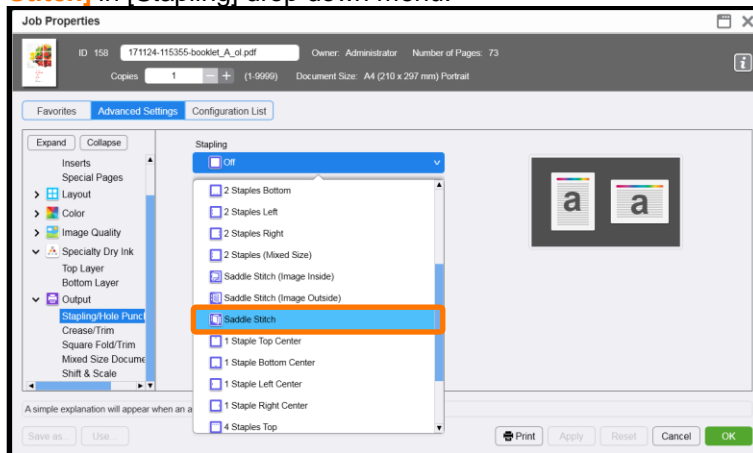 Stitch] in [Stapling] drop-down menu.
Job Properties
ID 158 171124-115355-booklet_A_ol.pdf Owner: Administrator Number of Pages: 73
Copies 1 − + (1-9999) Document Size: A4 (210 x 297 mm) Portrait
Favorites Advanced Settings Configuration List
Expand Collapse
Inserts
Special Pages
Layout
Color
Image Quality
Specialty Dry Ink
Top Layer
Bottom Layer
Output
Stapling/Hole Punch
Crease/Trim
Square Fold/Trim
Mixed Size Docume
Shift & Scale
Stapling
Off
2 Staples Bottom
2 Staples Left
2 Staples Right
2 Staples (Mixed Size)
Saddle Stitch (Image Inside)
Saddle Stitch (Image Outside)
Saddle Stitch
1 Staple Top Center
1 Staple Bottom Center
1 Staple Left Center
1 Staple Right Center
4 Staples Top
a a
A simple explanation will appear when an a
Save as... Use... Print Apply Reset Cancel OK